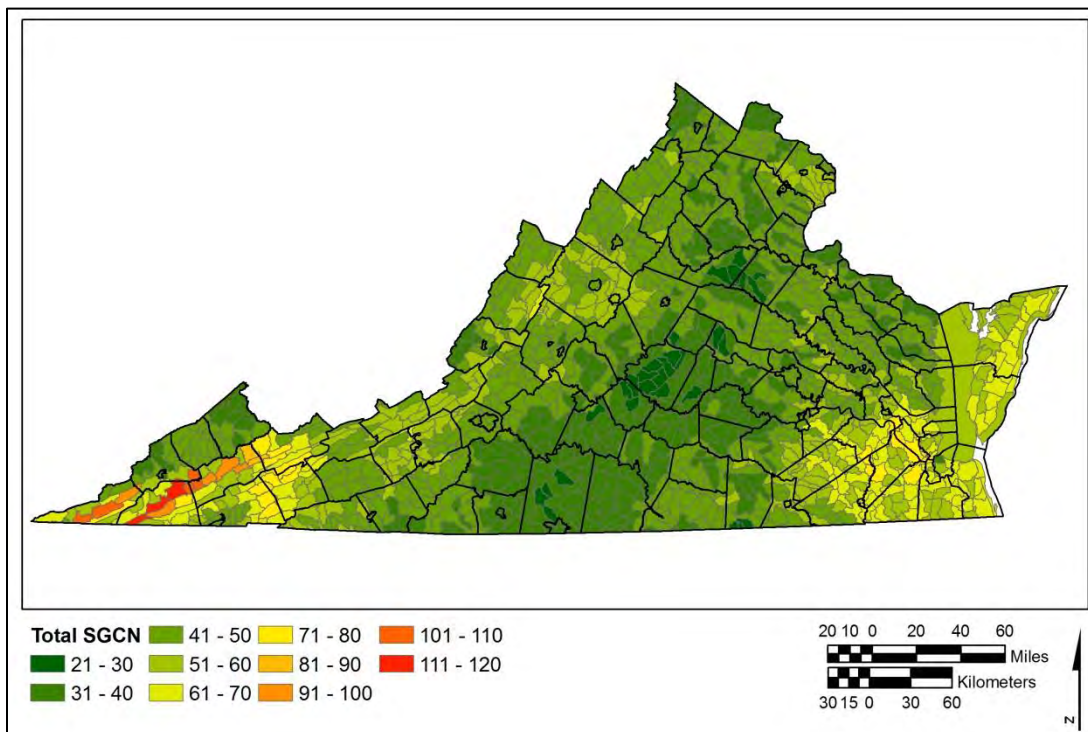 Total SGCN
21 - 30
31 - 40
41 - 50
51 - 60
61 - 70
71 - 80
81 - 90
91 - 100
101 - 110
111 - 120
20 10 0 20 40 60
Miles
Kilometers
30 15 0 30 60
N